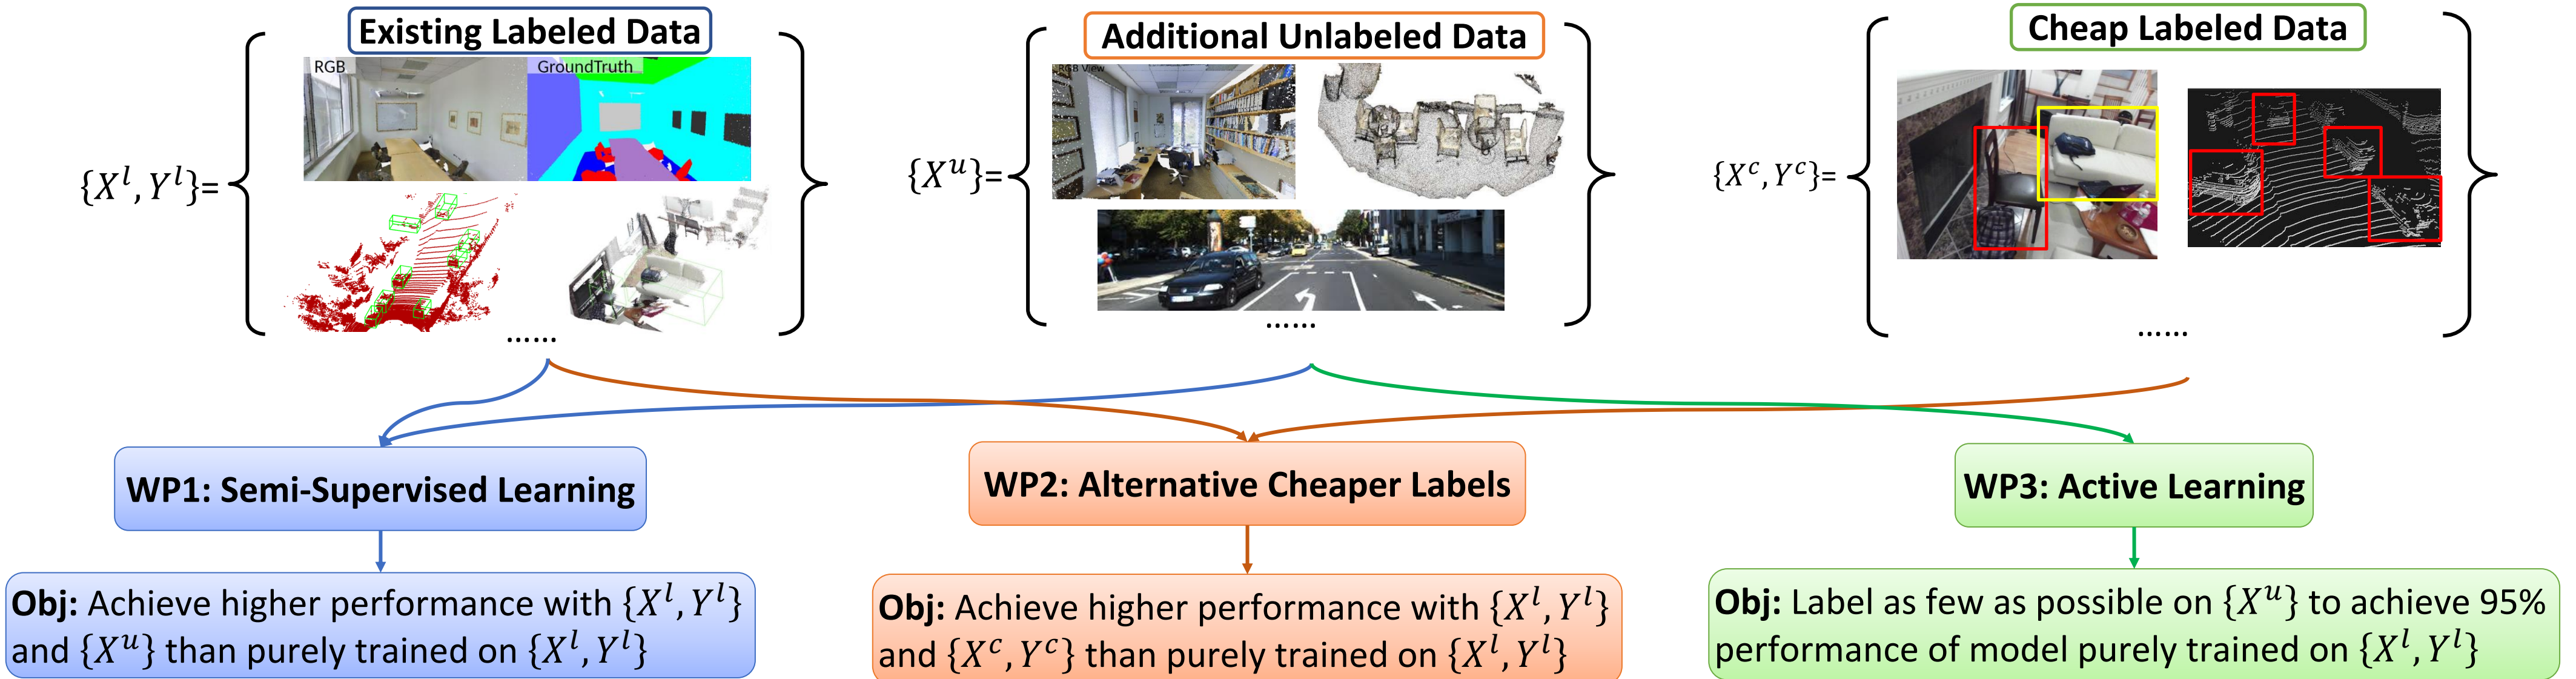 Existing Labeled Data
RGB
GroundTruth
{X^l, Y^l}=
......
Additional Unlabeled Data
RGB View
{X^u}=
......
Cheap Labeled Data
{X^c, Y^c}=
......
WP1: Semi-Supervised Learning
Obj: Achieve higher performance with {X^l, Y^l}
and {X^u} than purely trained on {X^l, Y^l}
WP2: Alternative Cheaper Labels
Obj: Achieve higher performance with {X^l, Y^l}
and {X^c, Y^c} than purely trained on {X^l, Y^l}
WP3: Active Learning
Obj: Label as few as possible on {X^u} to achieve 95%
performance of model purely trained on {X^l, Y^l}